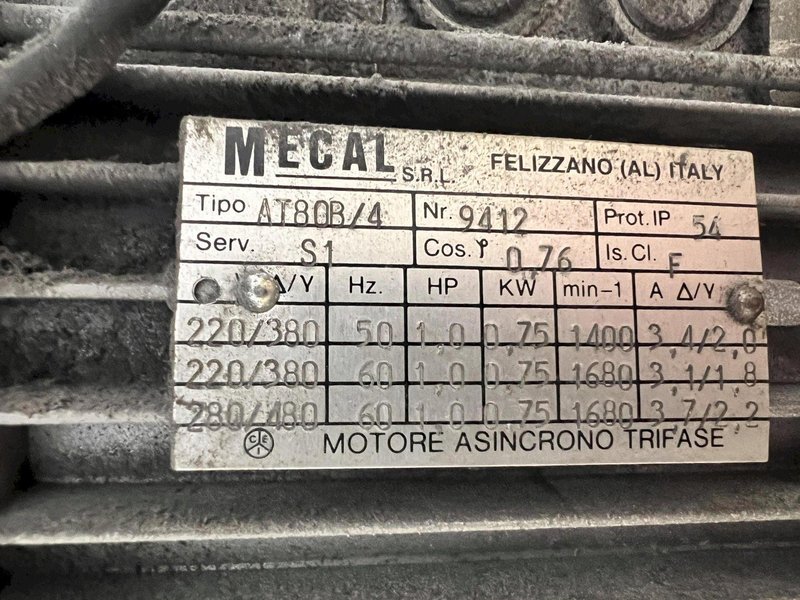 MECAL S.R.L. FELIZZANO (AL) ITALY
Tipo AT80B/4 Nr. 9412 Prot. IP 54
Serv. S1 Cos. φ 0,76 Is. Cl. F
Δ/Y Hz. HP KW min-1 A Δ/Y
220/380 50 1,0 0,75 1400 3,4/2,0
220/380 60 1,0 0,75 1680 3,1/1,8
280/480 60 1,0 0,75 1680 3,7/2,2
MOTORE ASINCRONO TRIFASE